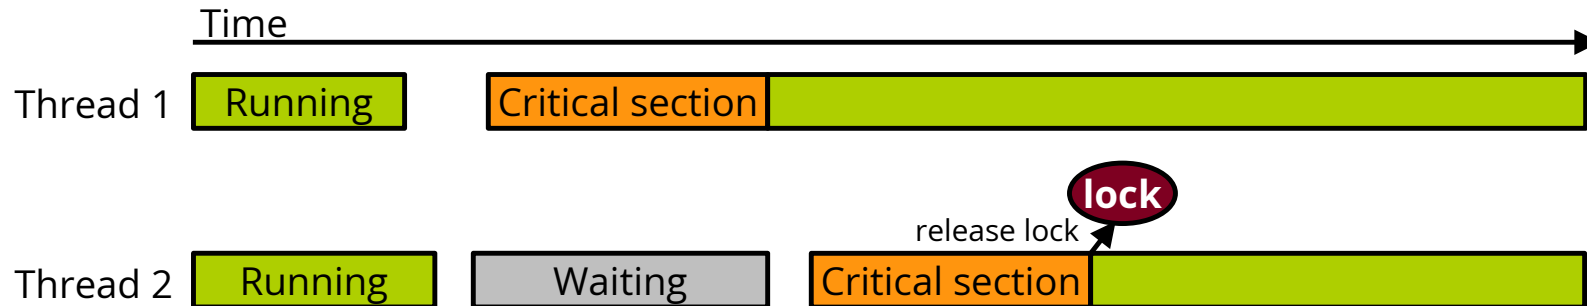 Time
Thread 1
Running
Critical section
lock
release lock
Thread 2
Running
Waiting
Critical section